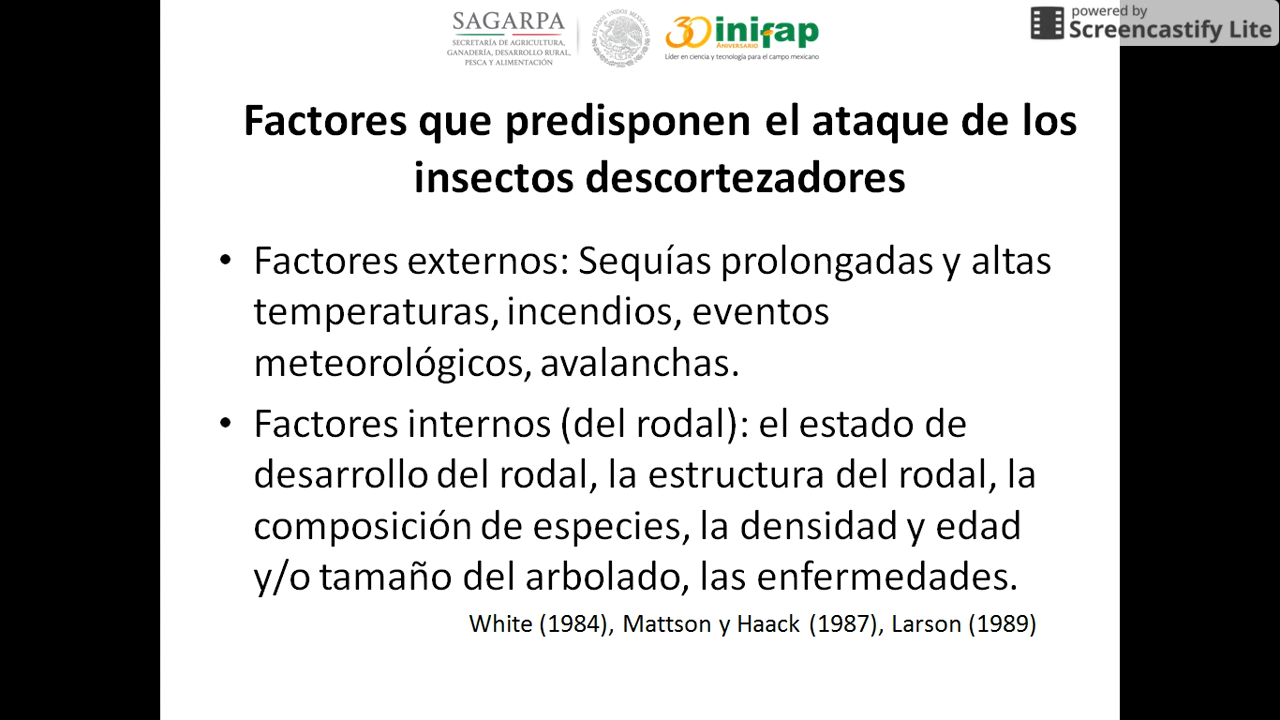 SAGARPA
SECRETARÍA DE AGRICULTURA,
GANADERÍA, DESARROLLO RURAL,
PESCA Y ALIMENTACIÓN
ESTADOS UNIDOS MEXICANOS
30
ANIVERSARIO
inifap
Líder en ciencia y tecnología para el campo mexicano
powered by
Screencastify Lite
Factores que predisponen el ataque de los
insectos descortezadores
• Factores externos: Sequías prolongadas y altas
temperaturas, incendios, eventos
meteorológicos, avalanchas.
• Factores internos (del rodal): el estado de
desarrollo del rodal, la estructura del rodal, la
composición de especies, la densidad y edad
y/o tamaño del arbolado, las enfermedades.
White (1984), Mattson y Haack (1987), Larson (1989)